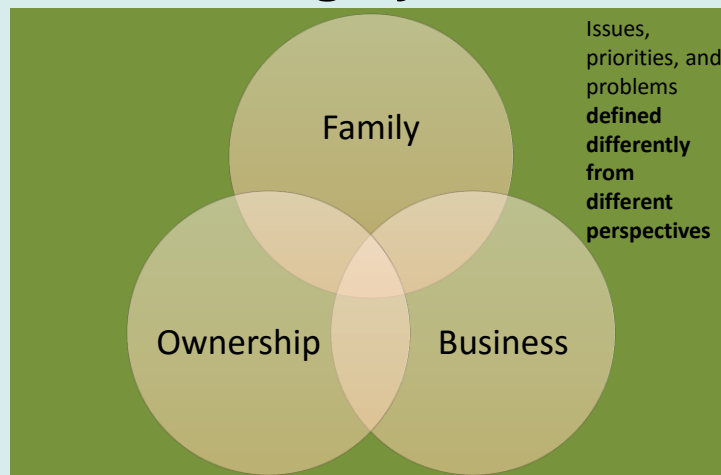 Family
Ownership
Business
Issues,
priorities, and
problems
defined
differently
from
different
perspectives